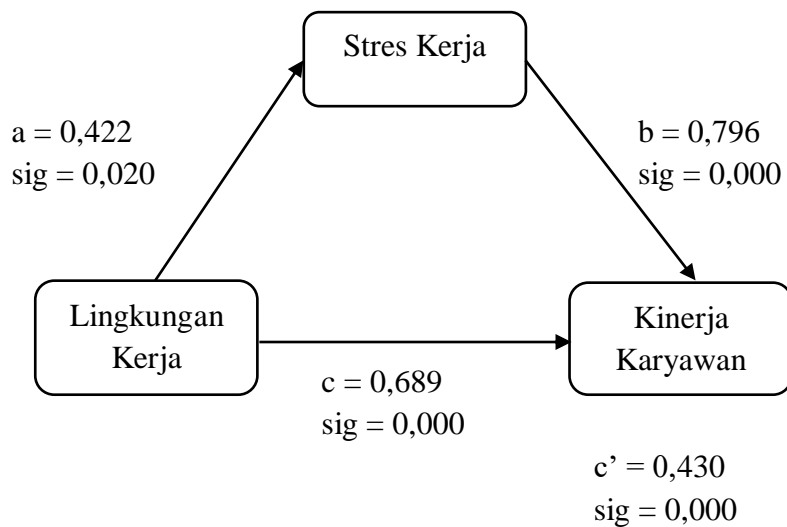 Stres Kerja
a = 0,422
sig = 0,020
b = 0,796
sig = 0,000
Lingkungan
Kerja
Kinerja
Karyawan
c = 0,689
sig = 0,000
c’ = 0,430
sig = 0,000